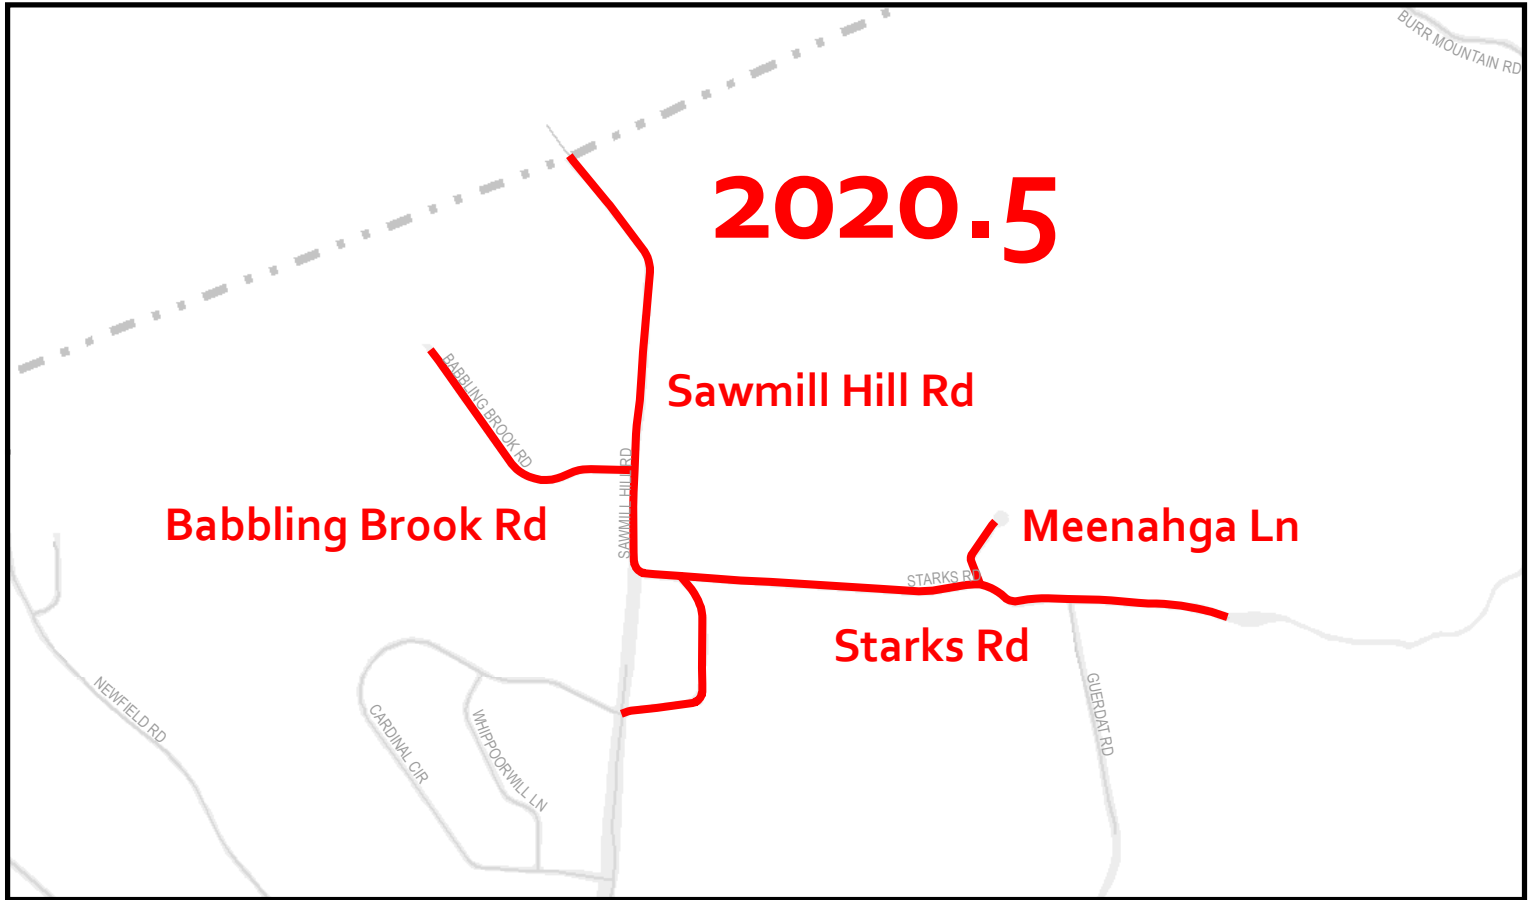 BURR MOUNTAIN RD
2020.5
BABBLING BROOK RD
Sawmill Hill Rd
SAWMILL HILL RD
Babbling Brook Rd
Meenahga Ln
STARKS RD
Starks Rd
NEWFIELD RD
CARDINAL CIR
WHIPPOORWILL LN
GUERDAT RD